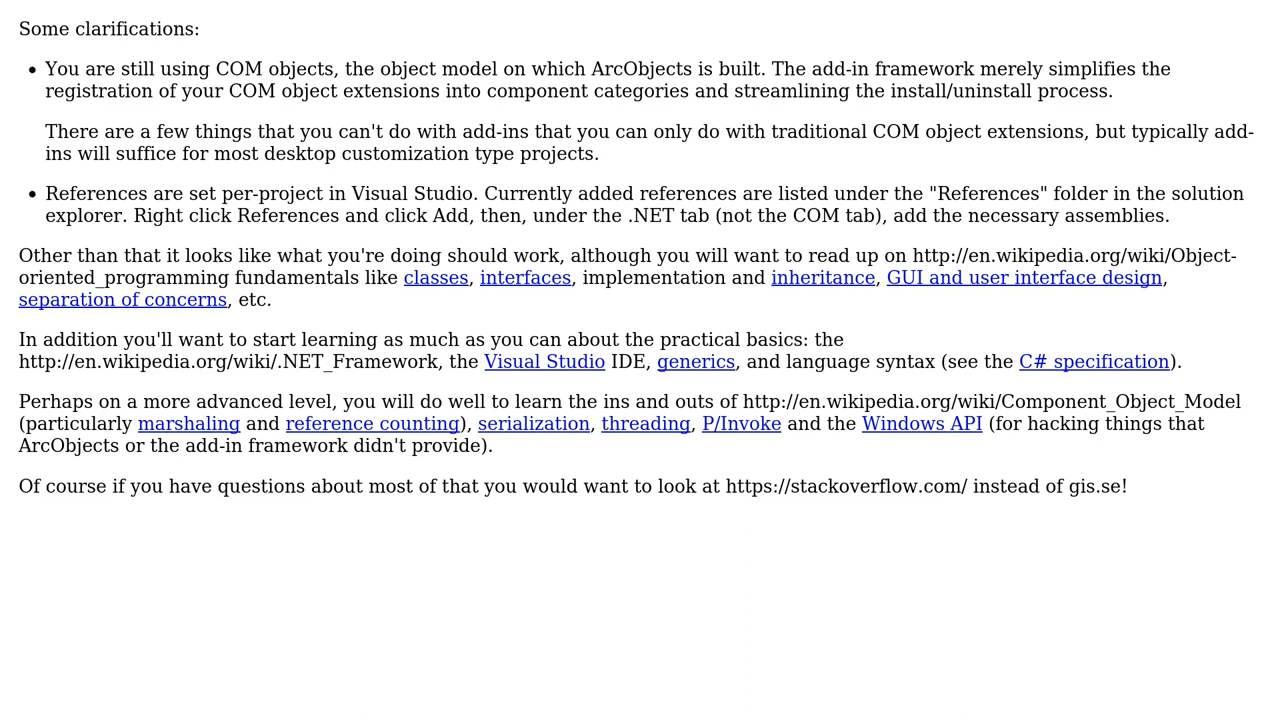 Some clarifications:
• You are still using COM objects, the object model on which ArcObjects is built. The add-in framework merely simplifies the
registration of your COM object extensions into component categories and streamlining the install/uninstall process.
There are a few things that you can't do with add-ins that you can only do with traditional COM object extensions, but typically add-
ins will suffice for most desktop customization type projects.
• References are set per-project in Visual Studio. Currently added references are listed under the "References" folder in the solution
explorer. Right click References and click Add, then, under the .NET tab (not the COM tab), add the necessary assemblies.
Other than that it looks like what you're doing should work, although you will want to read up on http://en.wikipedia.org/wiki/Object-
oriented_programming fundamentals like classes, interfaces, implementation and inheritance, GUI and user interface design,
separation of concerns, etc.
In addition you'll want to start learning as much as you can about the practical basics: the
http://en.wikipedia.org/wiki/.NET_Framework, the Visual Studio IDE, generics, and language syntax (see the C# specification).
Perhaps on a more advanced level, you will do well to learn the ins and outs of http://en.wikipedia.org/wiki/Component_Object_Model
(particularly marshaling and reference counting), serialization, threading, P/Invoke and the Windows API (for hacking things that
ArcObjects or the add-in framework didn't provide).
Of course if you have questions about most of that you would want to look at https://stackoverflow.com/ instead of gis.se!